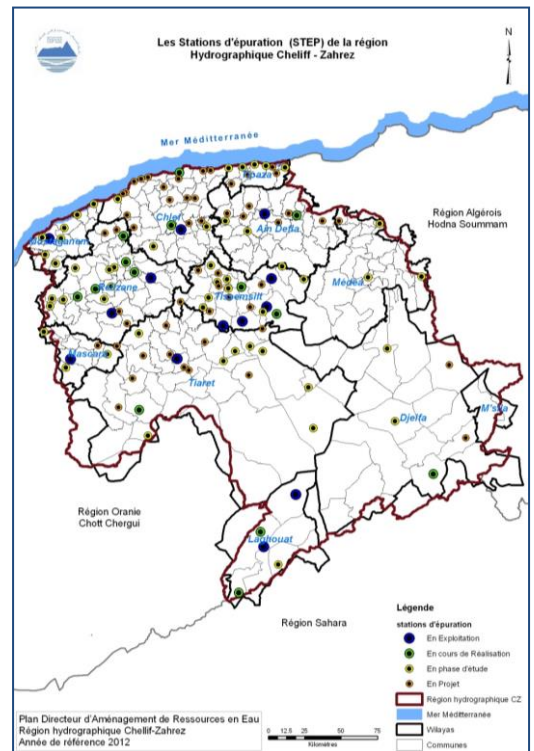 Les Stations d'épuration (STEP) de la région
Hydrographique Cheliff - Zahrez
N
Mer Méditerranée
Tipaza
Chlef
Ain Defla
Région Algérois
Hodna Soummam
Mostaganem
Médéa
Relizane
Tissemsilt
Mascara
Tiaret
Djelfa
M'sila
Région Oranie
Chott Chergui
Laghouat
Région Sahara
Légende
stations d'épuration
En Exploitation
En cours de Réalisation
En phase d'étude
En Projet
Région hydrographique CZ
Mer Méditerranée
Wilayas
Communes
0 12,5 25 50 75
Kilomètres
Plan Directeur d'Aménagement de Ressources en Eau
Région hydrographique Chellif-Zahrez
Année de référence 2012